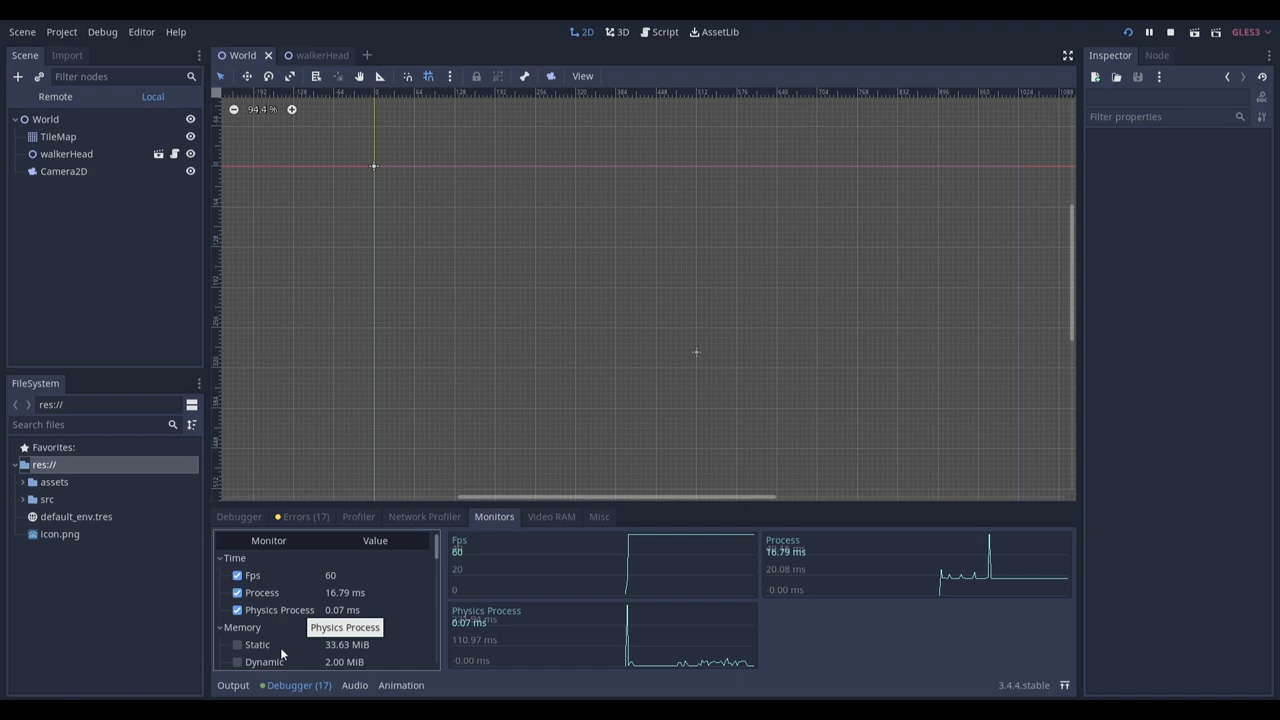 Scene Project Debug Editor Help
2D 3D Script AssetLib
GLES3
Scene Import
Filter nodes
Remote Local
World
TileMap
walkerHead
Camera2D
FileSystem
res://
Search files
Favorites:
res://
assets
src
default_env.tres
icon.png
World walkerHead
View
94.4 %
Debugger Errors (17) Profiler Network Profiler Monitors Video RAM Misc
Monitor Value
Time
Fps 60
Process 16.79 ms
Physics Process 0.07 ms
Memory
Physics Process
Static 33.63 MiB
Dynamic 2.00 MiB
Fps
60
20
0
Process
16.79 ms
20.08 ms
-0.00 ms
Physics Process
0.07 ms
110.97 ms
-0.00 ms
Output Debugger (17) Audio Animation
3.4.4.stable
Inspector Node
Filter properties